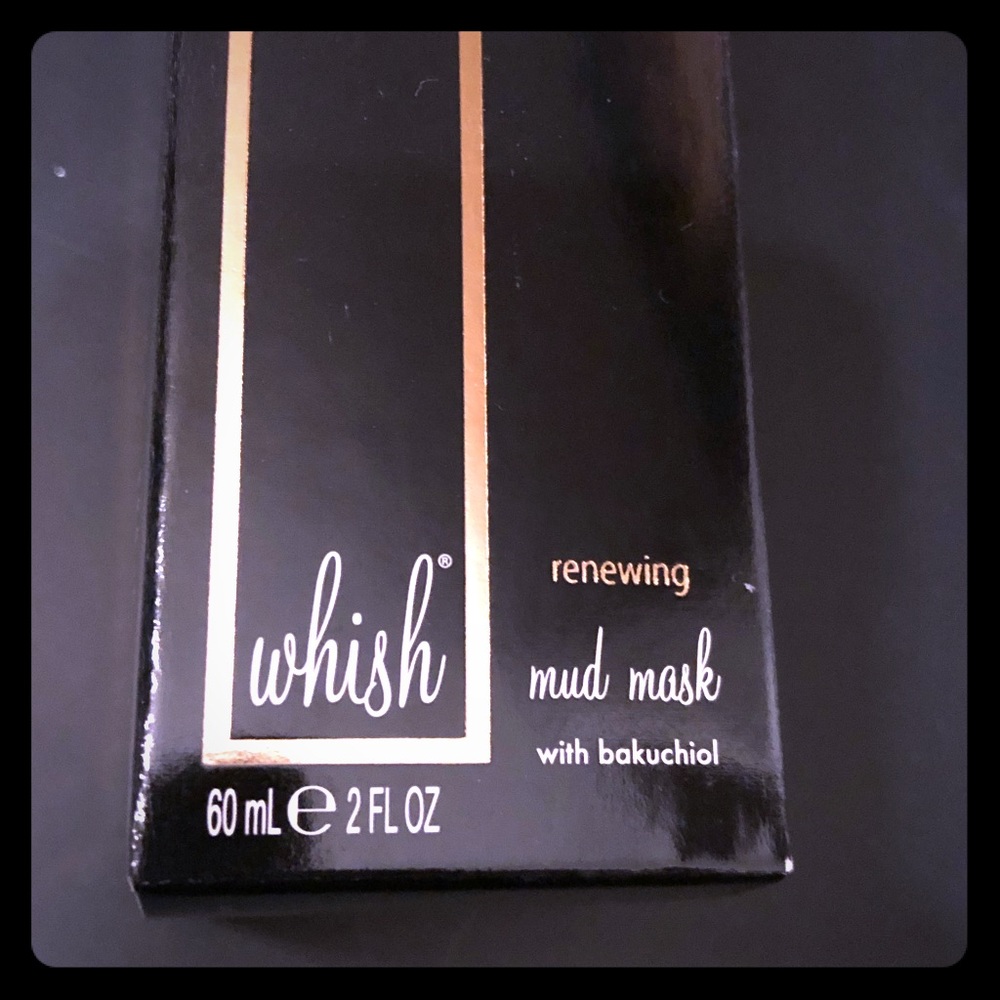 whish®
60 mL e 2 FL OZ
renewing
mud mask
with bakuchiol